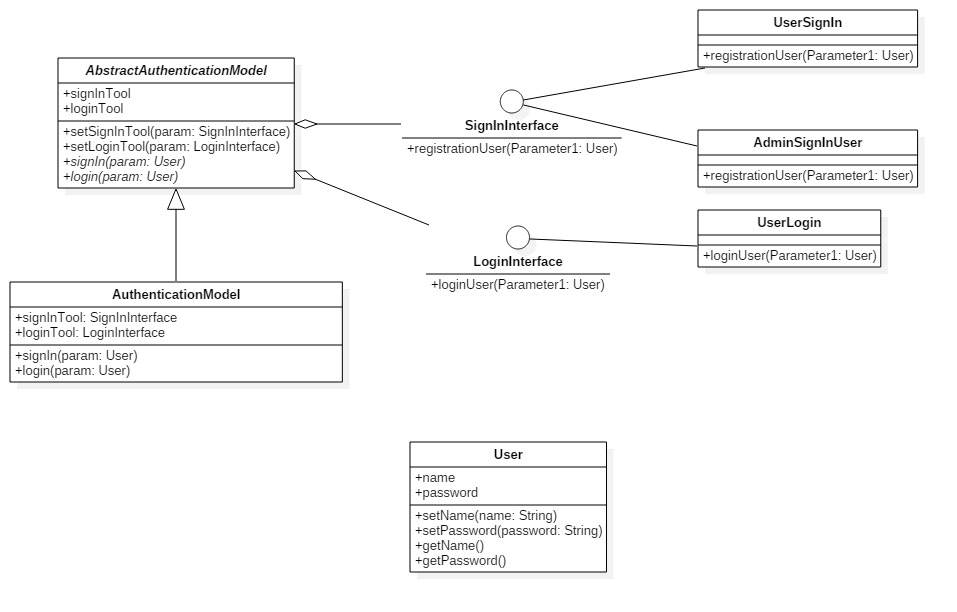 UserSignIn
+registrationUser(Parameter1: User)
AbstractAuthenticationModel
+signInTool
+loginTool
+setSignInTool(param: SignInInterface)
+setLoginTool(param: LoginInterface)
+signIn(param: User)
+login(param: User)
SignInInterface
+registrationUser(Parameter1: User)
AdminSignInUser
+registrationUser(Parameter1: User)
UserLogin
+loginUser(Parameter1: User)
LoginInterface
+loginUser(Parameter1: User)
AuthenticationModel
+signInTool: SignInInterface
+loginTool: LoginInterface
+signIn(param: User)
+login(param: User)
User
+name
+password
+setName(name: String)
+setPassword(password: String)
+getName()
+getPassword()